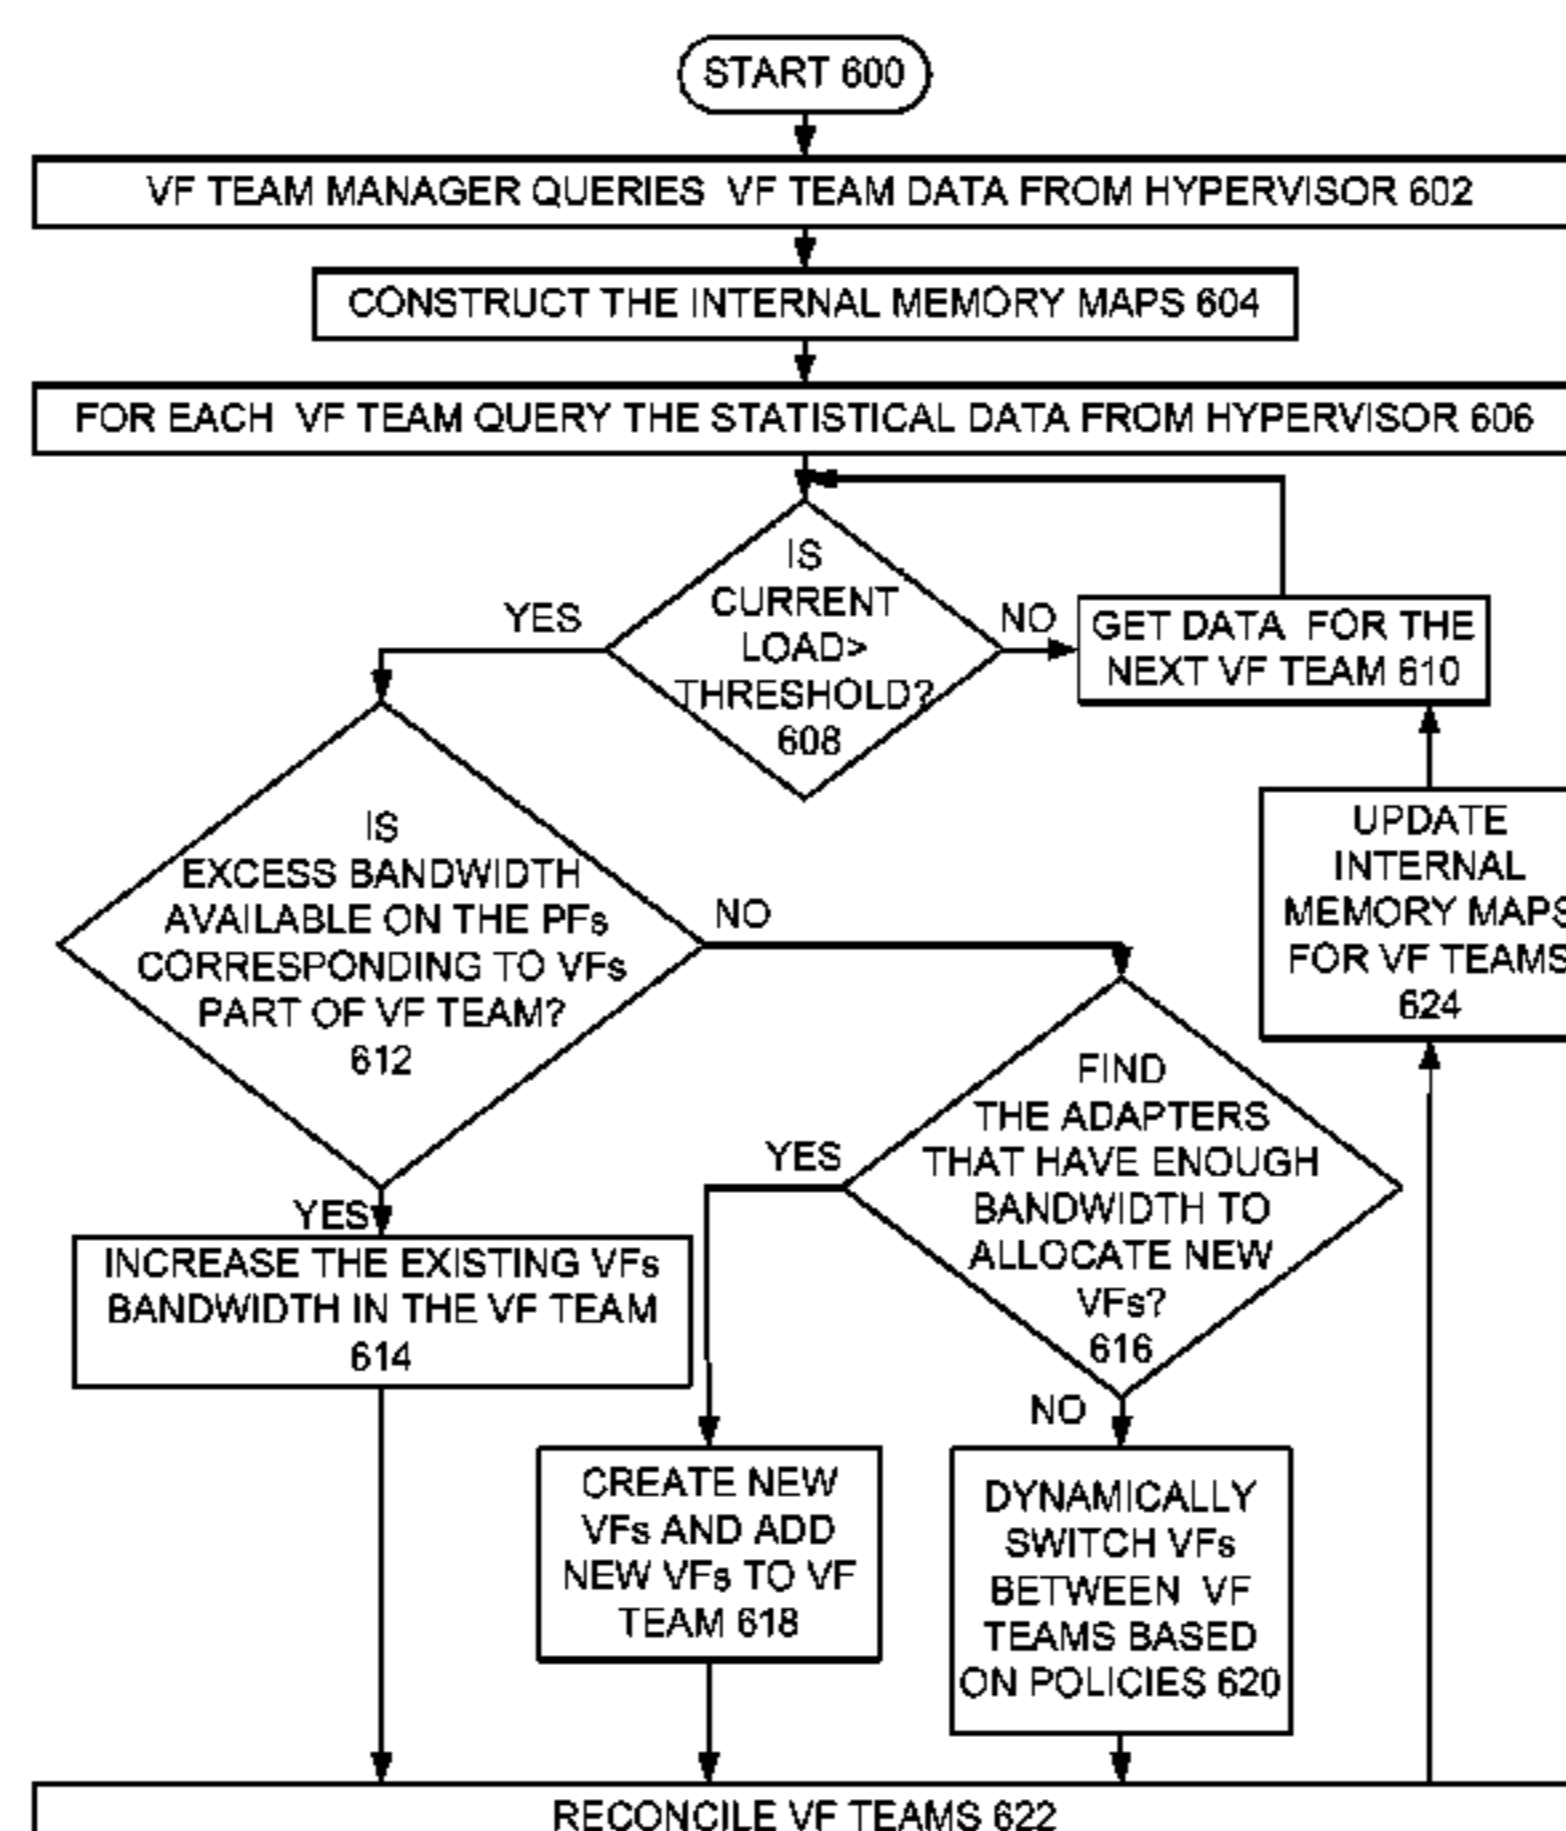 START 600
VF TEAM MANAGER QUERIES VF TEAM DATA FROM HYPERVISOR 602
CONSTRUCT THE INTERNAL MEMORY MAPS 604
FOR EACH VF TEAM QUERY THE STATISTICAL DATA FROM HYPERVISOR 606
IS
CURRENT
LOAD>
THRESHOLD?
608
YES
NO
GET DATA FOR THE
NEXT VF TEAM 610
IS
EXCESS BANDWIDTH
AVAILABLE ON THE PFs
CORRESPONDING TO VFs
PART OF VF TEAM?
612
NO
YES
UPDATE
INTERNAL
MEMORY MAPS
FOR VF TEAMS
624
INCREASE THE EXISTING VFs
BANDWIDTH IN THE VF TEAM
614
FIND
THE ADAPTERS
THAT HAVE ENOUGH
BANDWIDTH TO
ALLOCATE NEW
VFs?
616
YES
NO
CREATE NEW
VFs AND ADD
NEW VFs TO VF
TEAM 618
DYNAMICALLY
SWITCH VFs
BETWEEN VF
TEAMS BASED
ON POLICIES 620
RECONCILE VF TEAMS 622